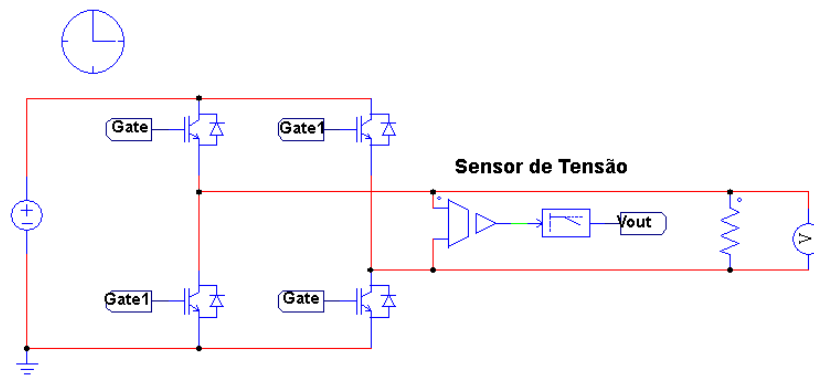 Gate
Gate1
Sensor de Tensão
Vout
V
Gate1
Gate